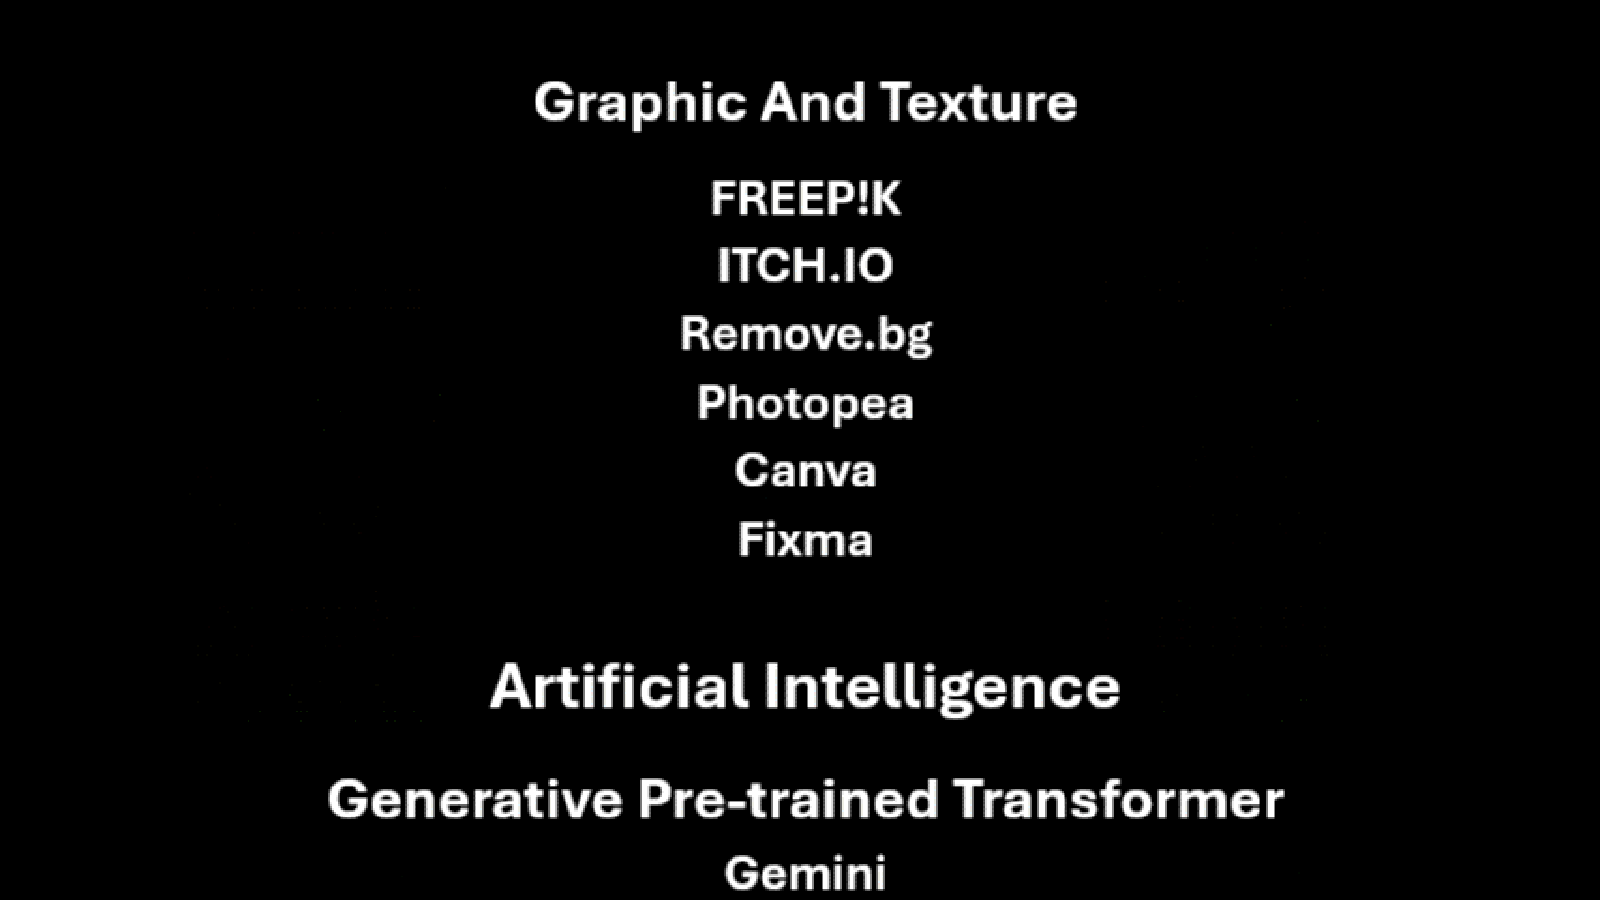 Graphic And Texture
FREEP!K
ITCH.IO
Remove.bg
Photopea
Canva
Fixma
Artificial Intelligence
Generative Pre-trained Transformer
Gemini